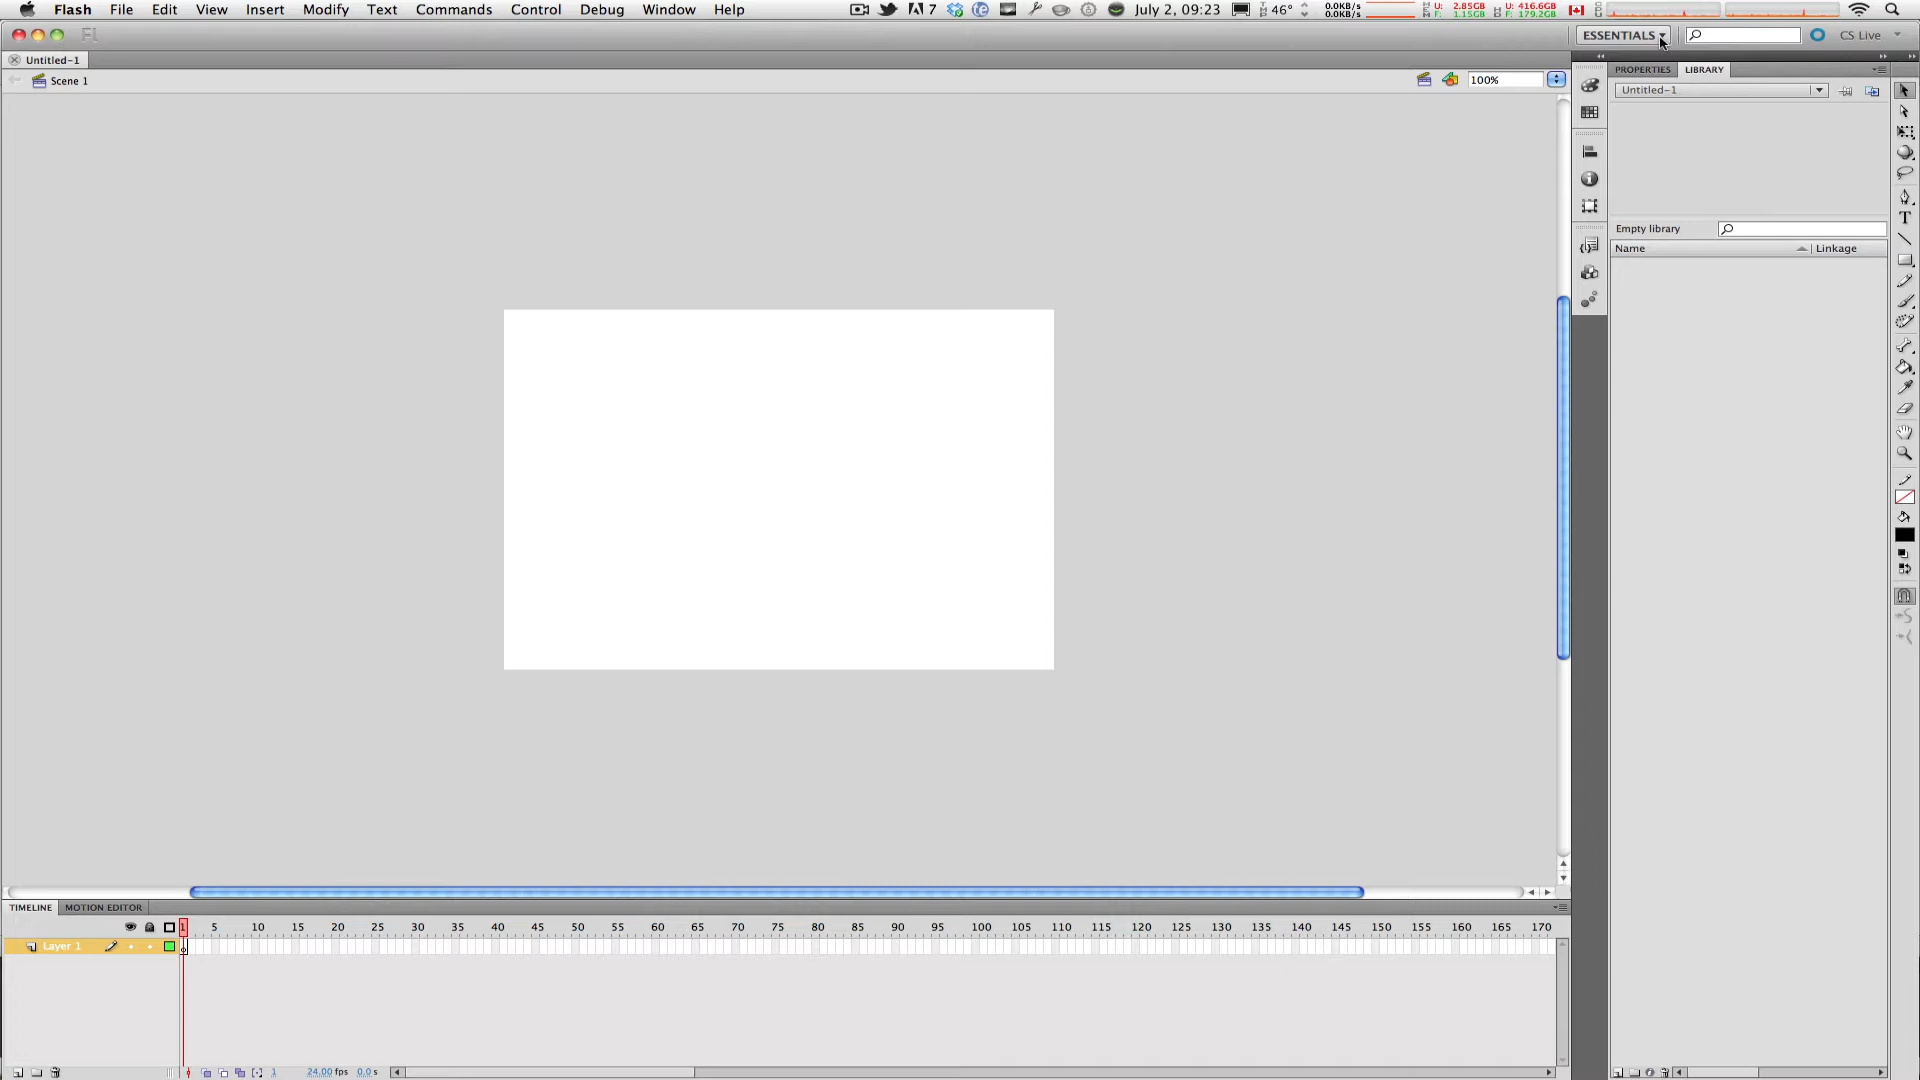 Flash File Edit View Insert Modify Text Commands Control Debug Window Help
7 July 2, 09:23 46° 0.0KB/s 0.0KB/s U: 2.85GB F: 1.15GB U: 416.6GB F: 179.2GB
Fl ESSENTIALS CS Live
Untitled-1
Scene 1 100%
PROPERTIES LIBRARY
Untitled-1
Empty library
Name Linkage
T
TIMELINE MOTION EDITOR
1 5 10 15 20 25 30 35 40 45 50 55 60 65 70 75 80 85 90 95 100 105 110 115 120 125 130 135 140 145 150 155 160 165 170
Layer 1
1 24.00 fps 0.0 s